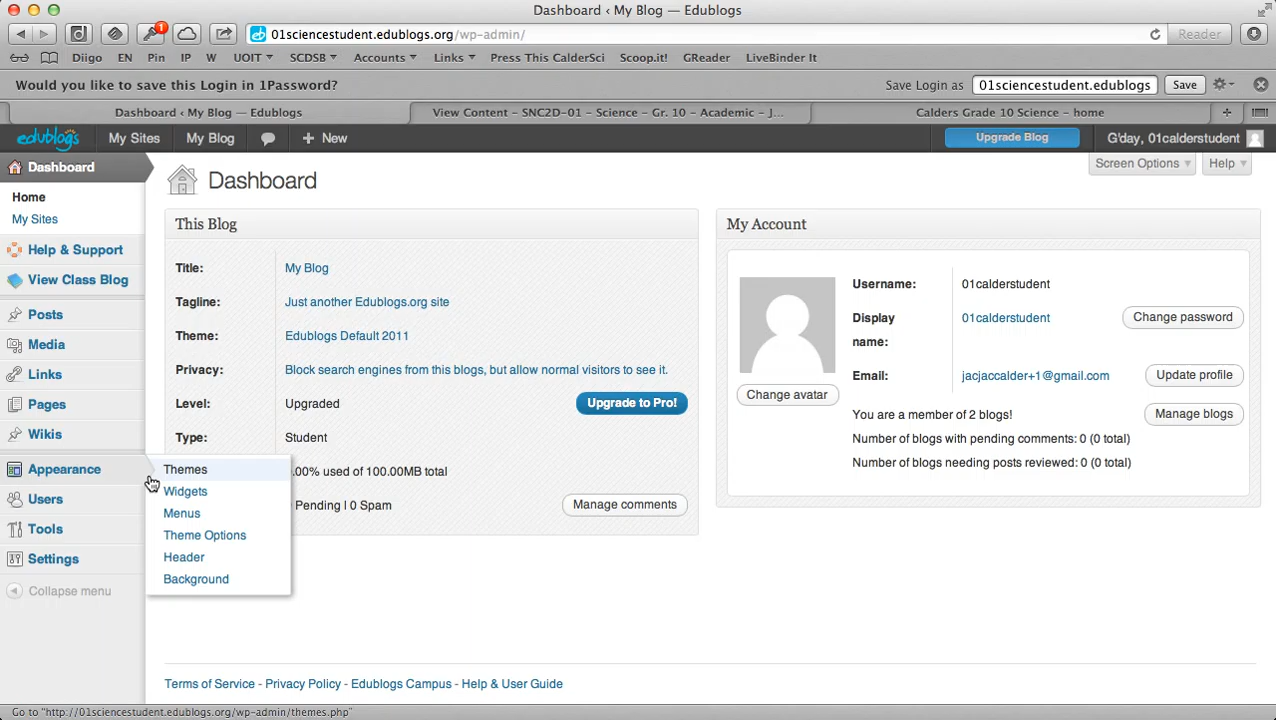 Dashboard ‹ My Blog — Edublogs
1
01sciencestudent.edublogs.org/wp-admin/
Reader
Diigo EN Pin IP W UOIT SCDSB Accounts Links Press This CalderSci Scoop.it! GReader LiveBinder It
Would you like to save this Login in 1Password?
Save Login as 01sciencestudent.edublogs Save
Dashboard ‹ My Blog — Edublogs
View Content – SNC2D-01 – Science – Gr. 10 – Academic – J...
Calders Grade 10 Science - home
edublogs My Sites My Blog + New Upgrade Blog G'day, 01calderstudent
Dashboard
Home
My Sites
Help & Support
View Class Blog
Posts
Media
Links
Pages
Wikis
Appearance
Users
Tools
Settings
Collapse menu
Themes
Widgets
Menus
Theme Options
Header
Background
Screen Options Help
Dashboard
This Blog
Title: My Blog
Tagline: Just another Edublogs.org site
Theme: Edublogs Default 2011
Privacy: Block search engines from this blogs, but allow normal visitors to see it.
Level: Upgraded Upgrade to Pro!
Type: Student
.00% used of 100.00MB total
Pending | 0 Spam Manage comments
My Account
Change avatar
Username: 01calderstudent
Display 01calderstudent Change password
name:
Email: jacjaccalder+1@gmail.com Update profile
You are a member of 2 blogs! Manage blogs
Number of blogs with pending comments: 0 (0 total)
Number of blogs needing posts reviewed: 0 (0 total)
Terms of Service - Privacy Policy - Edublogs Campus - Help & User Guide
Go to "http://01sciencestudent.edublogs.org/wp-admin/themes.php"